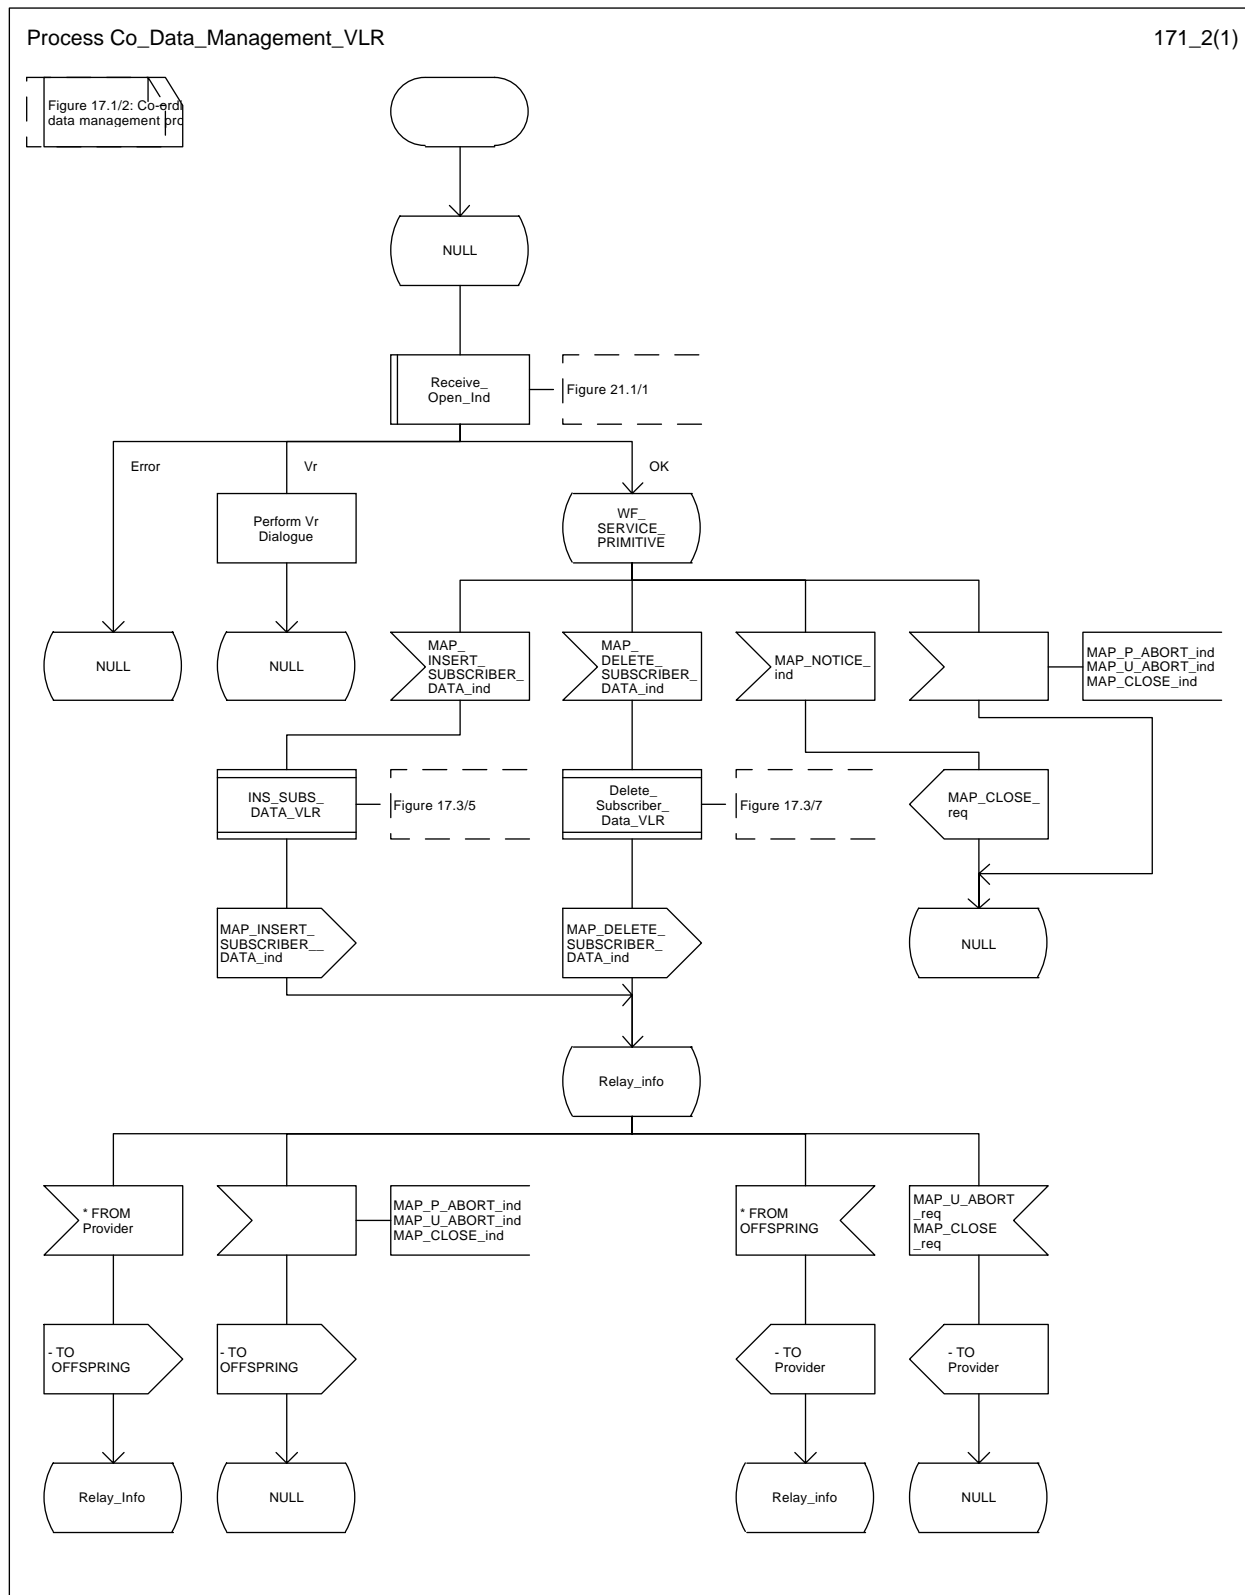 Process Co_Data_Management_VLR
171_2(1)
Figure 17.1/2: Co-ordi
data management pro
NULL
Receive_
Open_Ind
Figure 21.1/1
Error
Vr
OK
Perform Vr
Dialogue
WF_
SERVICE_
PRIMITIVE
NULL
NULL
MAP_
INSERT_
SUBSCRIBER_
DATA_ind
MAP_
DELETE_
SUBSCRIBER_
DATA_ind
MAP_NOTICE_
ind
MAP_P_ABORT_ind
MAP_U_ABORT_ind
MAP_CLOSE_ind
INS_SUBS_
DATA_VLR
Figure 17.3/5
Delete_
Subscriber_
Data_VLR
Figure 17.3/7
MAP_CLOSE_
req
MAP_INSERT_
SUBSCRIBER__
DATA_ind
MAP_DELETE_
SUBSCRIBER_
DATA_ind
NULL
Relay_info
* FROM
Provider
MAP_P_ABORT_ind
MAP_U_ABORT_ind
MAP_CLOSE_ind
* FROM
OFFSPRING
MAP_U_ABORT
_req
MAP_CLOSE
_req
- TO
OFFSPRING
- TO
OFFSPRING
- TO
Provider
- TO
Provider
Relay_Info
NULL
Relay_info
NULL